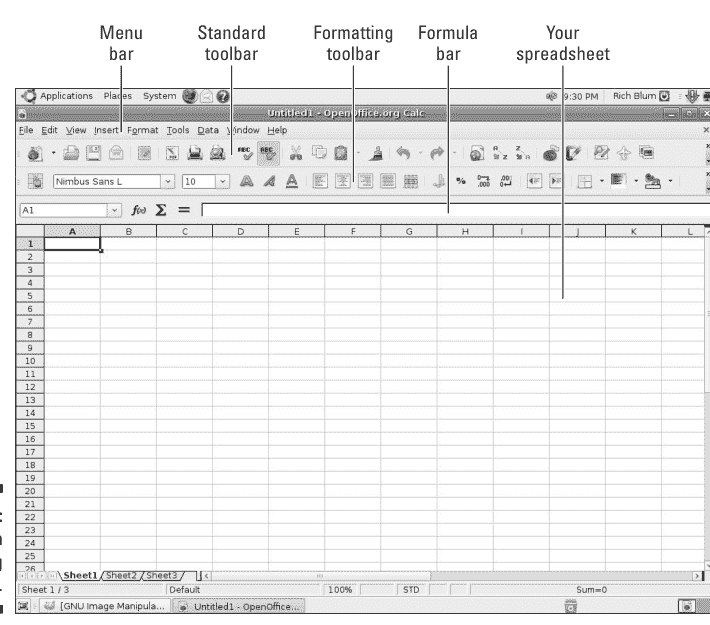 Menu bar
Standard toolbar
Formatting toolbar
Formula bar
Your spreadsheet
Applications Places System 9:30 PM Rich Blum
Untitled1 - OpenOffice.org Calc
File Edit View Insert Format Tools Data Window Help
Nimbus Sans L 10
A1 f(x) Σ =
A B C D E F G H I J K L
1
2
3
4
5
6
7
8
9
10
11
12
13
14
15
16
17
18
19
20
21
22
23
24
25
26
Sheet1 Sheet2 Sheet3
Sheet 1 / 3 Default 100% STD Sum=0
[GNU Image Manipula... Untitled1 - OpenOffice...